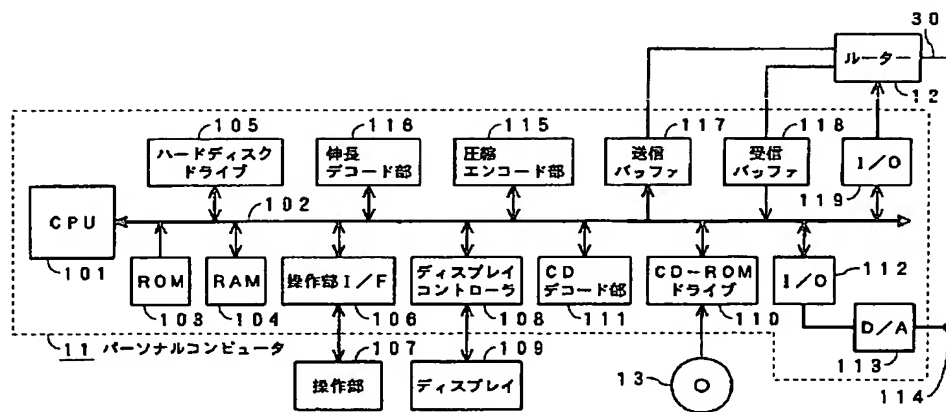 30
ルーター
12
105
116
115
117
118
ハードディスク
ドライブ
伸長
デコード部
圧縮
エンコード部
送信
バッファ
受信
バッファ
I/O
119
102
CPU
101
ROM
103
RAM
104
操作部I/F
106
ディスプレイ
コントローラ
108
CD
デコード部
111
CD-ROM
ドライブ
110
I/O
112
D/A
113
114
11 パーソナルコンピュータ
107
操作部
109
ディスプレイ
13